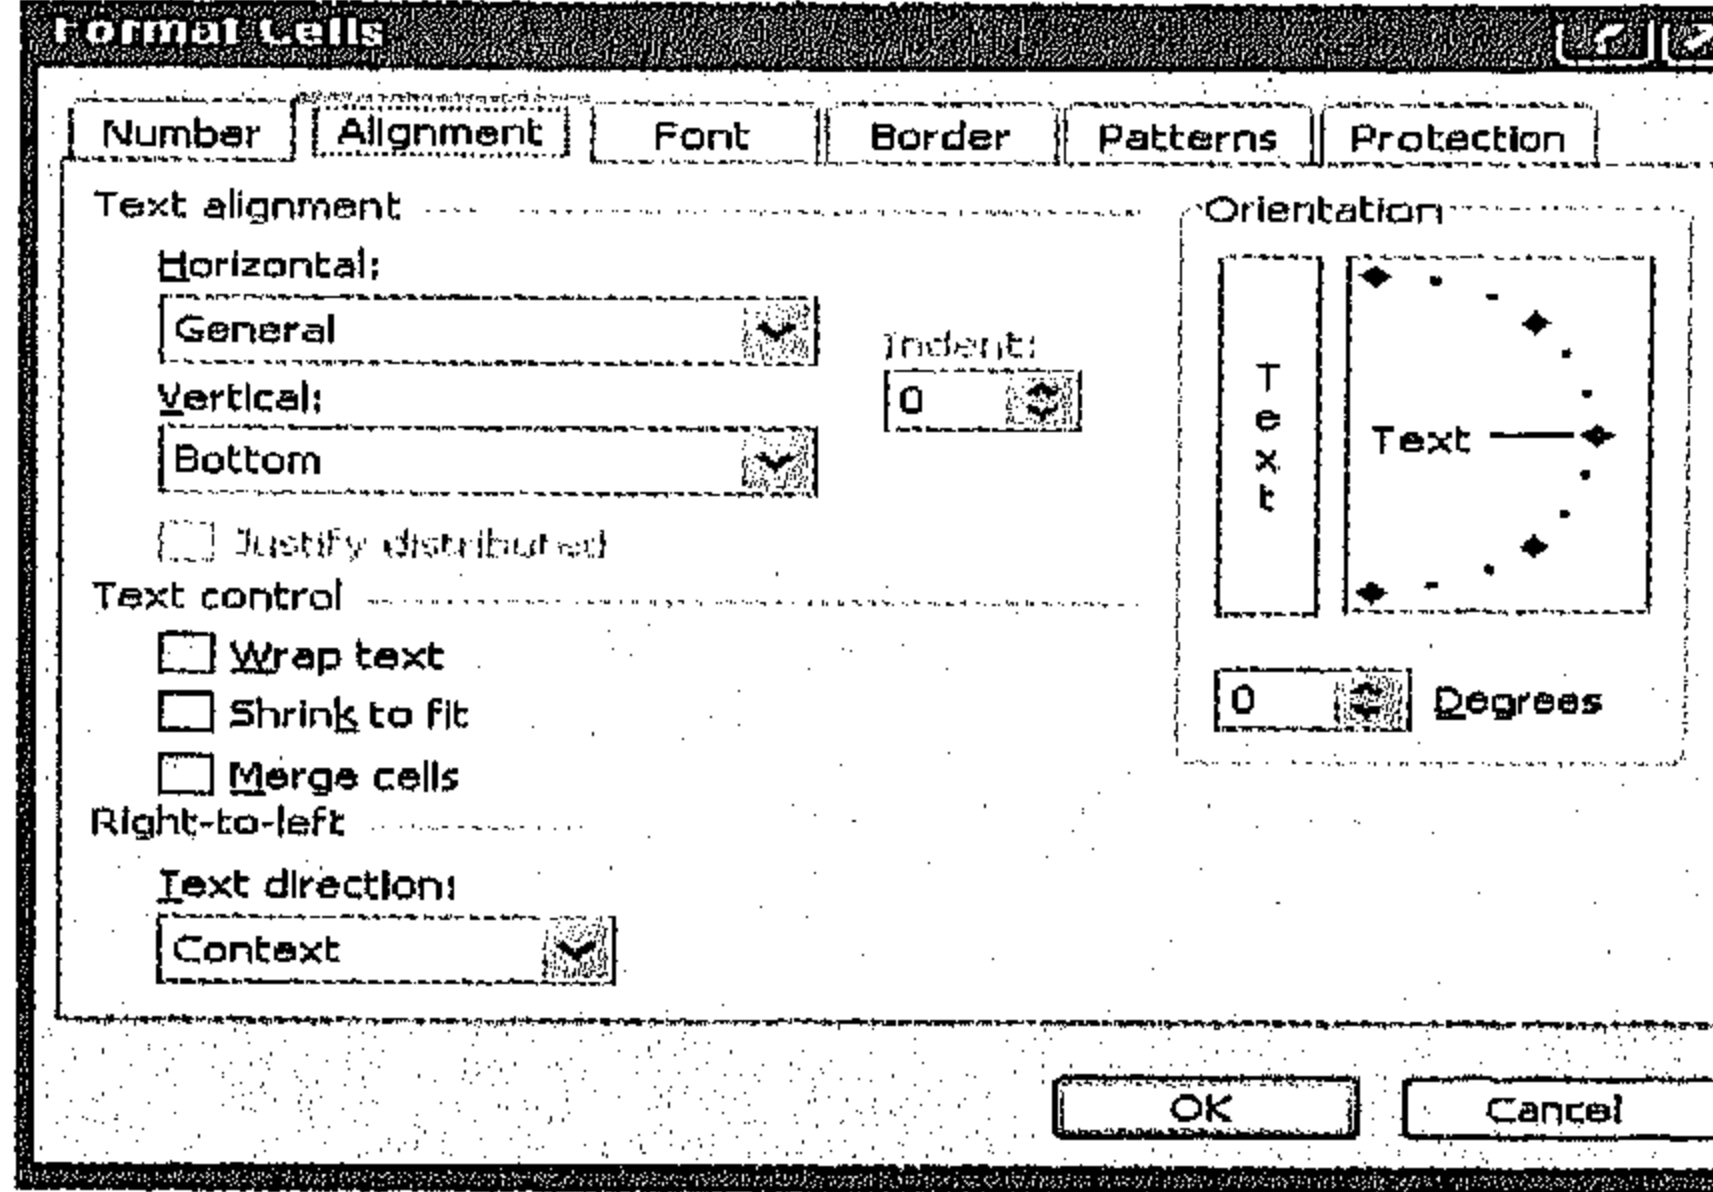 Format Cells
Number Alignment Font Border Patterns Protection
Text alignment
Horizontal:
General
Indent:
0
Vertical:
Bottom
Justify distributed
Text control
Wrap text
Shrink to fit
Merge cells
Right-to-left
Text direction:
Context
Orientation
Text
Text
0 Degrees
OK Cancel